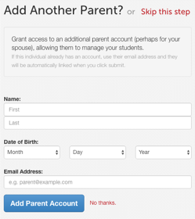 Add Another Parent? or Skip this step
Grant access to an additional parent account (perhaps for your
spouse), allowing them to manage your students.
If this individual already has an account, use their email address and they
will be automatically linked when you click submit.
Name:
First
Last
Date of Birth:
Month Day Year
Email Address:
e.g. parent@example.com
Add Parent Account No thanks.